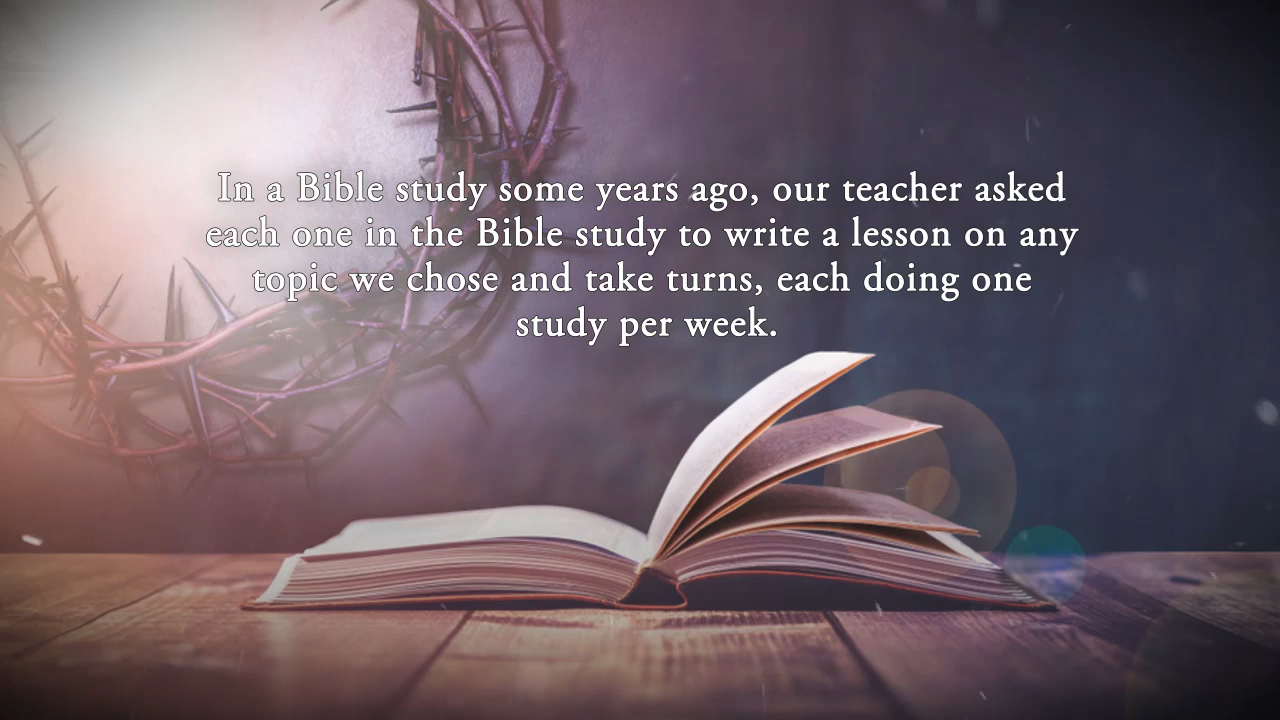 In a Bible study some years ago, our teacher asked
each one in the Bible study to write a lesson on any
topic we chose and take turns, each doing one
study per week.